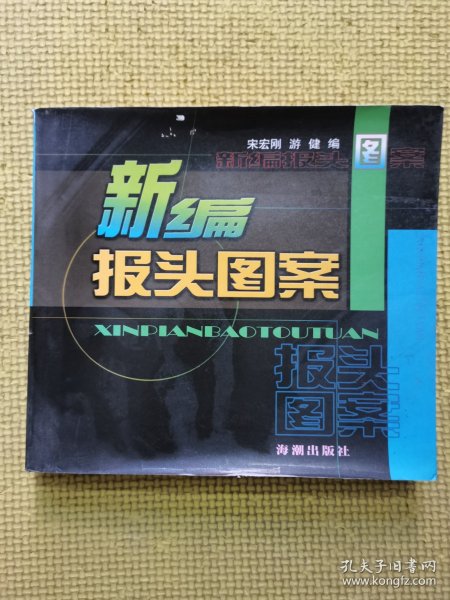 宋宏刚 游健 编
新编报头图案
新编
报头图案
XINPIANBAOTOUTUAN
报头
图案
海潮出版社
孔夫子旧书网
www.kongfz.com